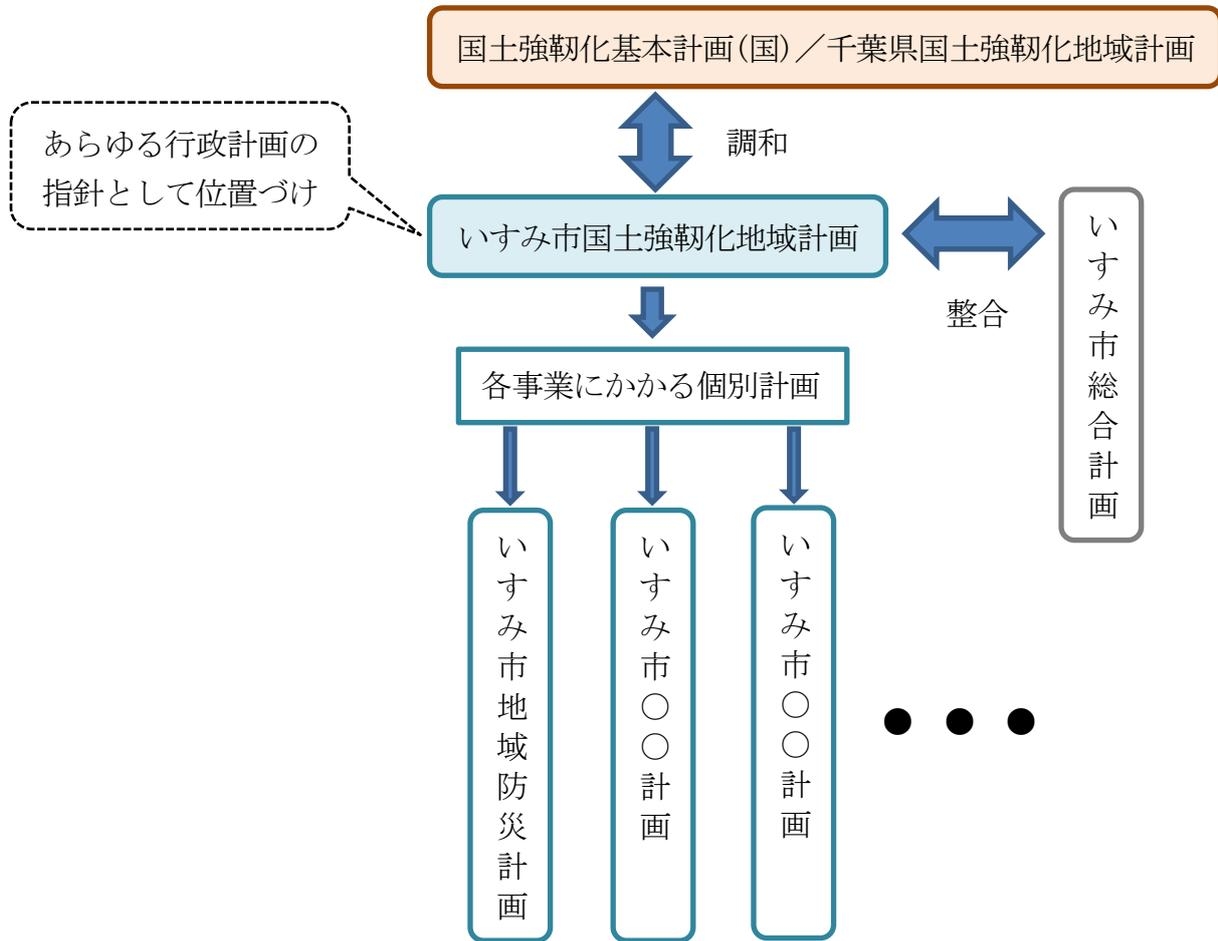 国土強靭化基本計画(国)／千葉県国土強靭化地域計画
調和
あらゆる行政計画の
指針として位置づけ
いすみ市国土強靭化地域計画
整合
いすみ市総合計画
各事業にかかる個別計画
いすみ市地域防災計画
いすみ市〇〇計画
いすみ市〇〇計画
●●●